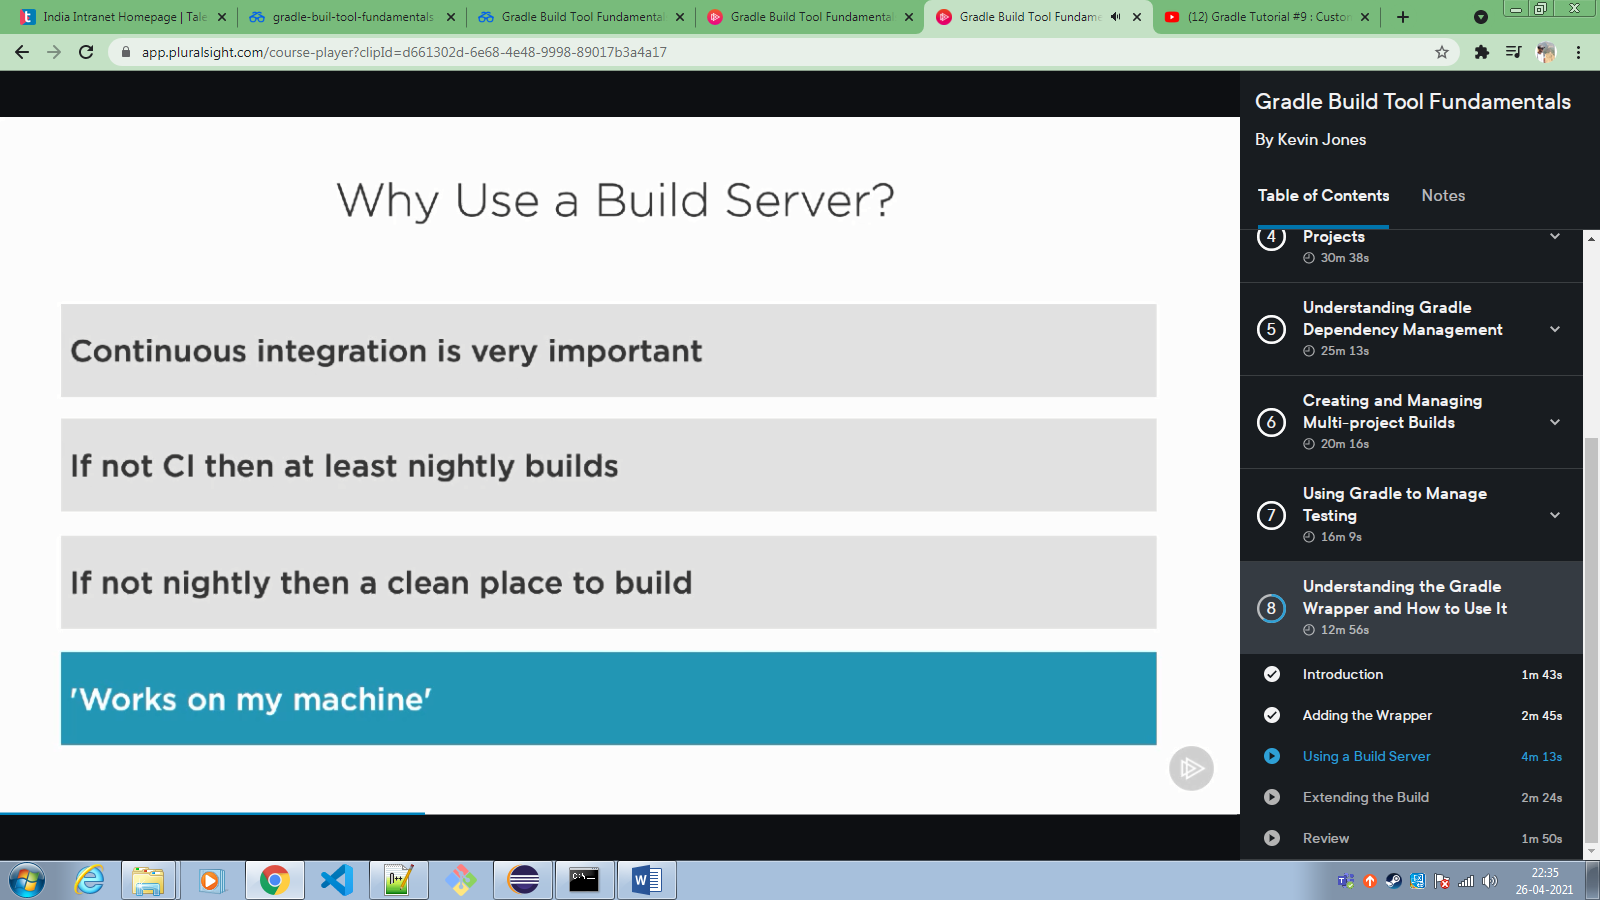 India Intranet Homepage | Tale
gradle-buil-tool-fundamentals
Gradle Build Tool Fundamental
Gradle Build Tool Fundamental
Gradle Build Tool Fundame
(12) Gradle Tutorial #9 : Custor
app.pluralsight.com/course-player?clipId=d661302d-6e68-4e48-9998-89017b3a4a17
Why Use a Build Server?
Continuous integration is very important
If not CI then at least nightly builds
If not nightly then a clean place to build
'Works on my machine'
Gradle Build Tool Fundamentals
By Kevin Jones
Table of Contents
Notes
4
Projects
30m 38s
5
Understanding Gradle
Dependency Management
25m 13s
6
Creating and Managing
Multi-project Builds
20m 16s
7
Using Gradle to Manage
Testing
16m 9s
8
Understanding the Gradle
Wrapper and How to Use It
12m 56s
Introduction 1m 43s
Adding the Wrapper 2m 45s
Using a Build Server 4m 13s
Extending the Build 2m 24s
Review 1m 50s
22:35
26-04-2021